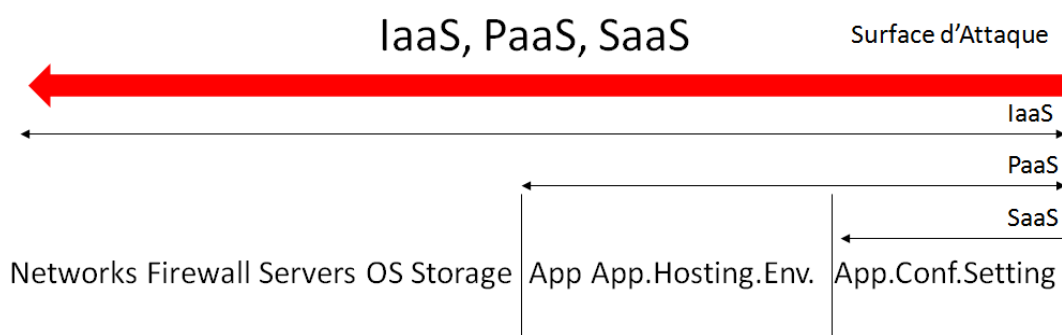 IaaS, PaaS, SaaS
Surface d’Attaque
IaaS
PaaS
SaaS
Networks Firewall Servers OS Storage App App.Hosting.Env. App.Conf.Setting